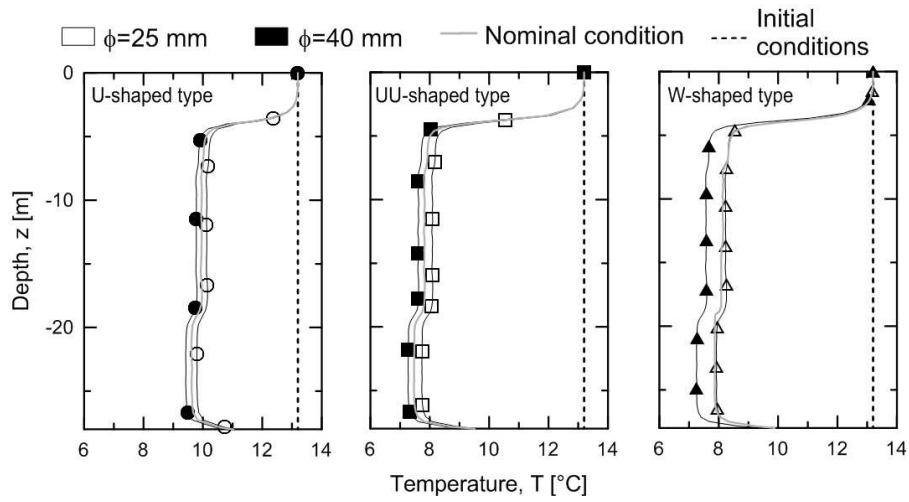 ϕ=25 mm ϕ=40 mm Nominal condition Initial
conditions
U-shaped type UU-shaped type W-shaped type
0
-10
-20
Depth, z [m]
6 8 10 12 14 6 8 10 12 14 6 8 10 12 14
Temperature, T [°C]